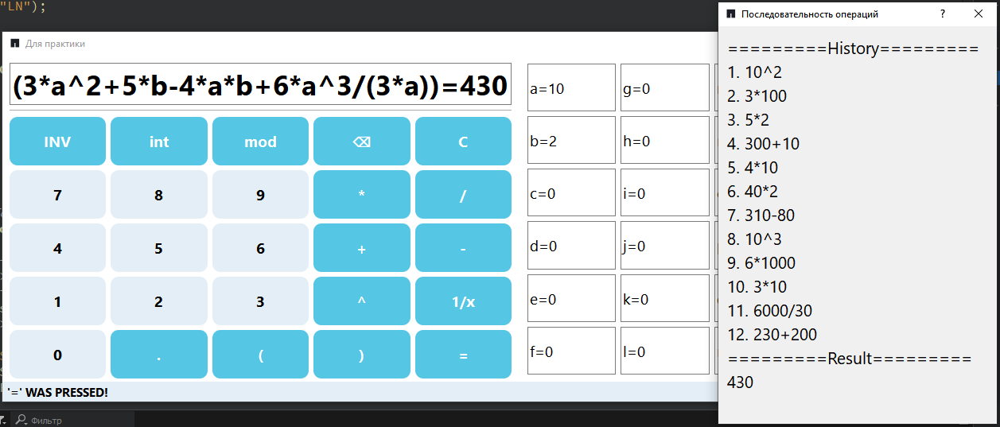 "LN");
Для практики
(3*a^2+5*b-4*a*b+6*a^3/(3*a))=430
INV int mod ⌫ C
7 8 9 * /
4 5 6 + -
1 2 3 ^ 1/x
0 . ( ) =
'=' WAS PRESSED!
a=10 g=0
b=2 h=0
c=0 i=0
d=0 j=0
e=0 k=0
f=0 l=0
Фильтр
Последовательность операций ?
=========History=========
1. 10^2
2. 3*100
3. 5*2
4. 300+10
5. 4*10
6. 40*2
7. 310-80
8. 10^3
9. 6*1000
10. 3*10
11. 6000/30
12. 230+200
=========Result=========
430